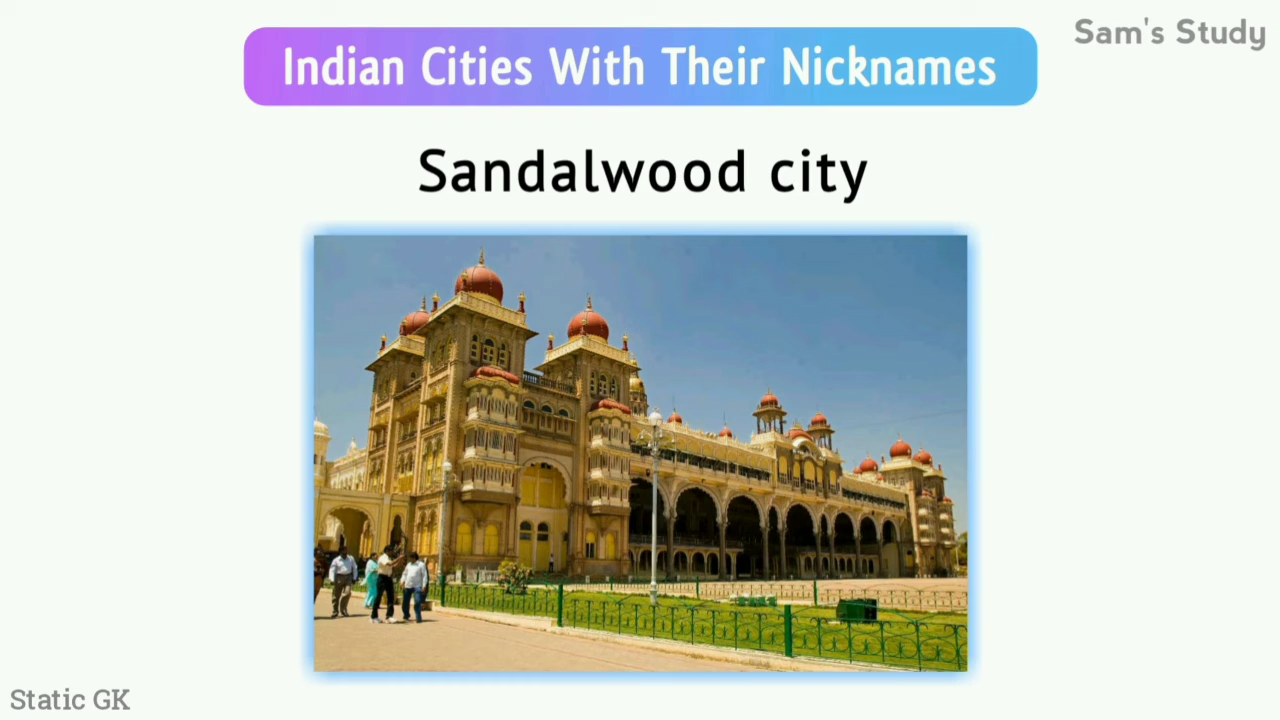 Sam's Study
Indian Cities With Their Nicknames
Sandalwood city
Static GK